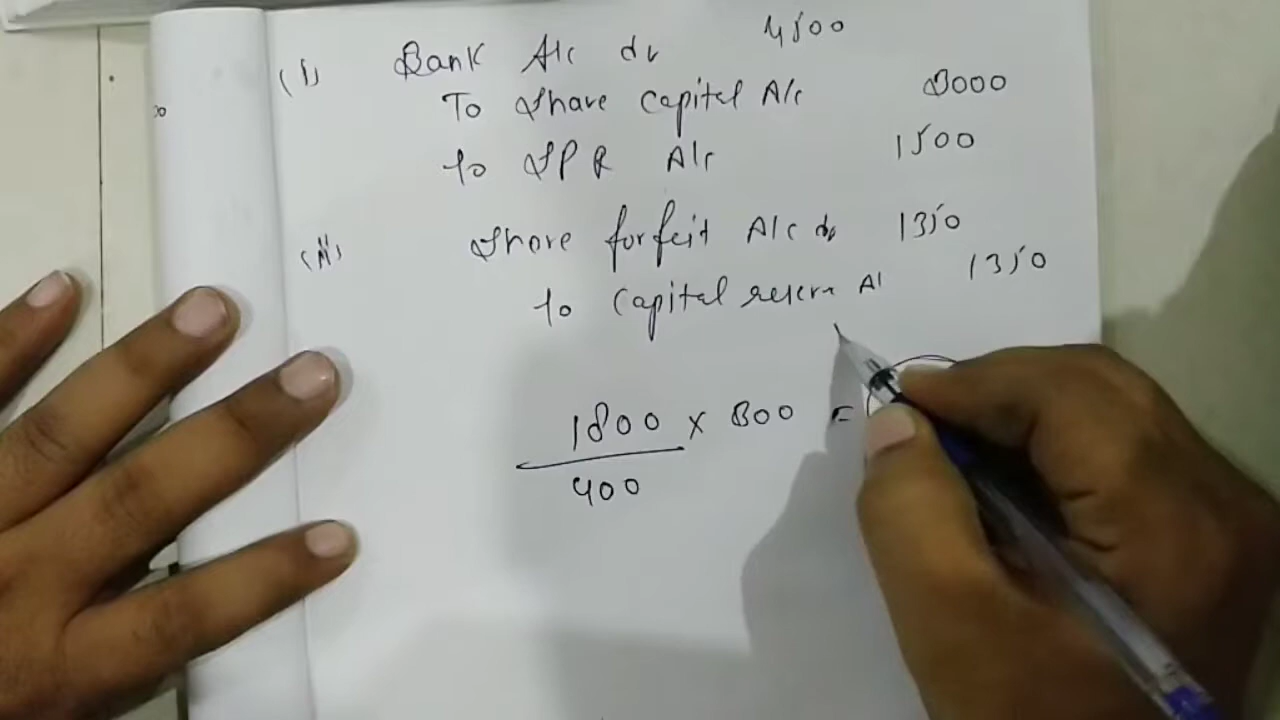 (I) Bank A/c dr 4500
To Share Capital A/c 3000
To SPR A/c 1500
(II) Share forfeit A/c dr 1350
To Capital reserv A/ 1350
1800 × 300 =
400